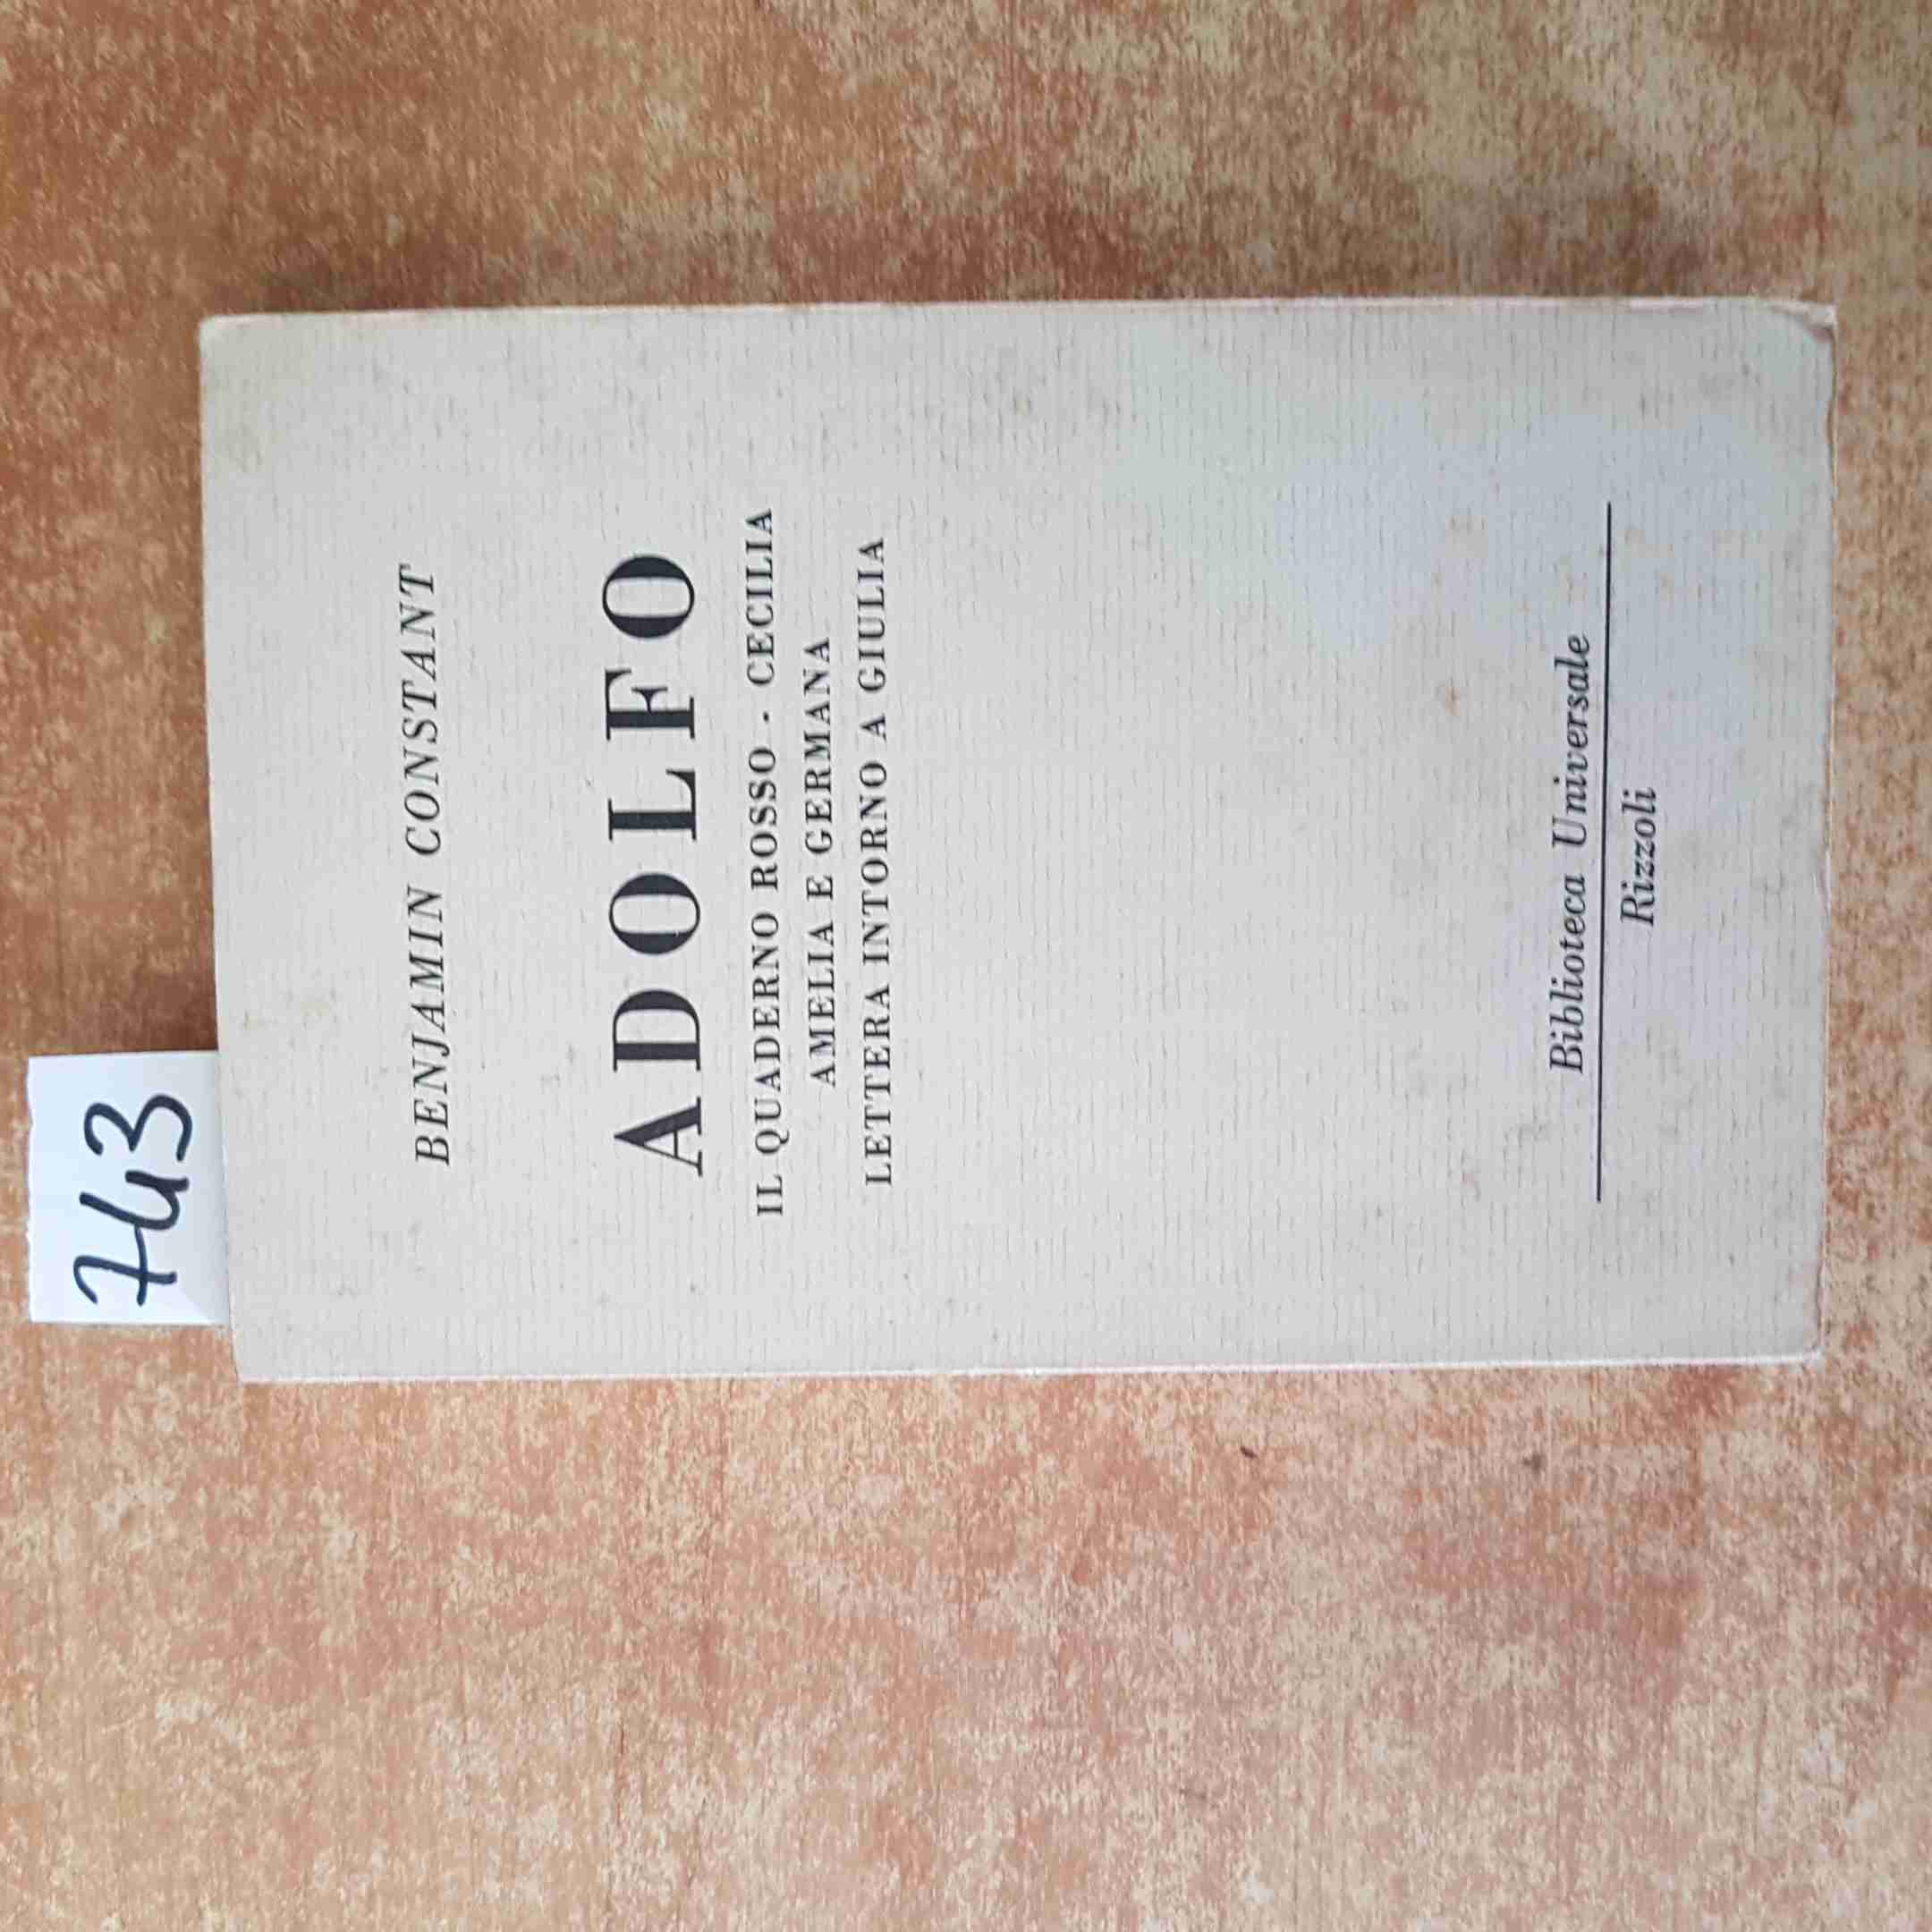 743
BENJAMIN CONSTANT
ADOLFO
IL QUADERNO ROSSO - CECILIA
AMELIA E GERMANA
LETTERA INTORNO A GIULIA
Biblioteca Universale
Rizzoli